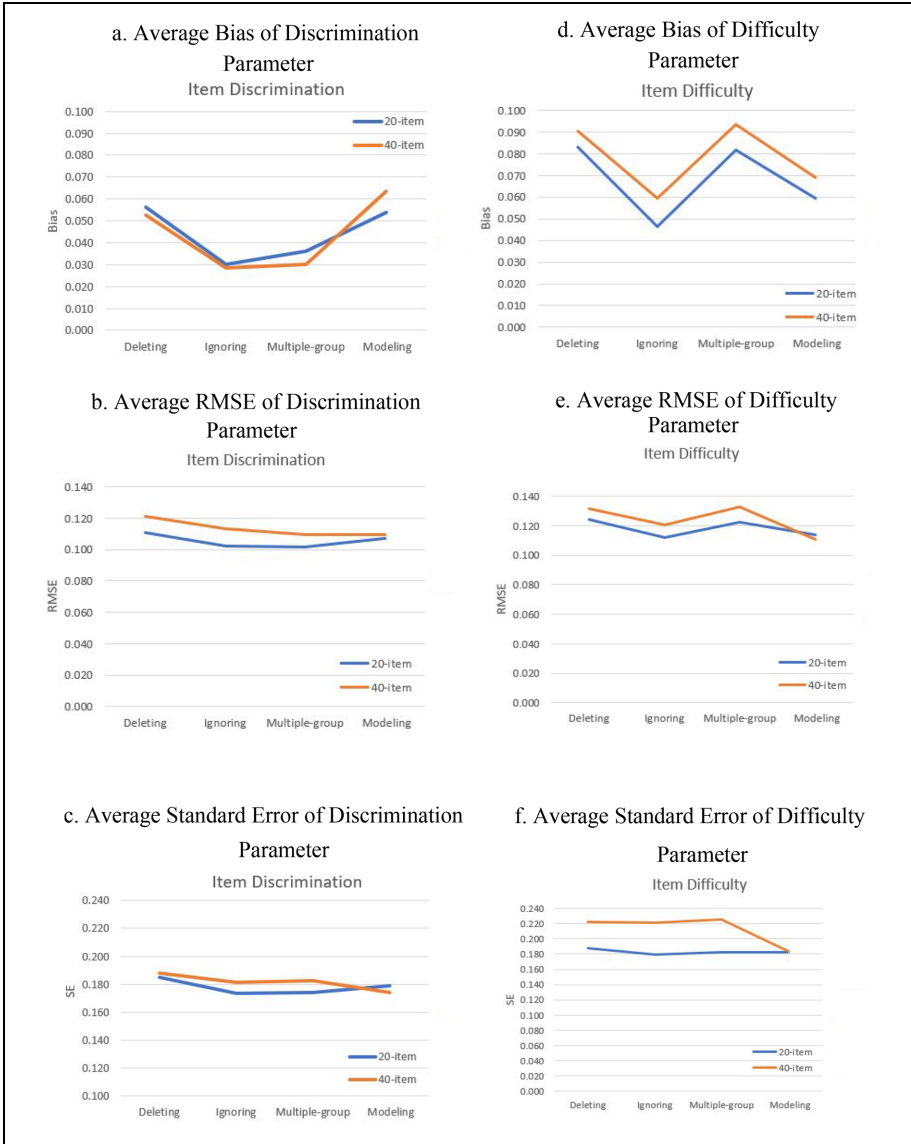 a. Average Bias of Discrimination
Parameter
Item Discrimination
0.100
0.090
0.080
0.070
0.060
0.050
0.040
0.030
0.020
0.010
0.000
Bias
20-item
40-item
Deleting Ignoring Multiple-group Modeling
d. Average Bias of Difficulty
Parameter
Item Difficulty
0.100
0.090
0.080
0.070
0.060
0.050
0.040
0.030
0.020
0.010
0.000
Bias
20-item
40-item
Deleting Ignoring Multiple-group Modeling
b. Average RMSE of Discrimination
Parameter
Item Discrimination
0.140
0.120
0.100
0.080
0.060
0.040
0.020
0.000
RMSE
20-item
40-item
Deleting Ignoring Multiple-group Modeling
e. Average RMSE of Difficulty
Parameter
Item Difficulty
0.140
0.120
0.100
0.080
0.060
0.040
0.020
0.000
RMSE
20-item
40-item
Deleting Ignoring Multiple-group Modeling
c. Average Standard Error of Discrimination
Parameter
Item Discrimination
0.240
0.220
0.200
0.180
0.160
0.140
0.120
0.100
SE
20-item
40-item
Deleting Ignoring Multiple-group Modeling
f. Average Standard Error of Difficulty
Parameter
Item Difficulty
0.240
0.220
0.200
0.180
0.160
0.140
0.120
0.100
0.080
0.060
0.040
0.020
0.000
SE
20-item
40-item
Deleting Ignoring Multiple-group Modeling